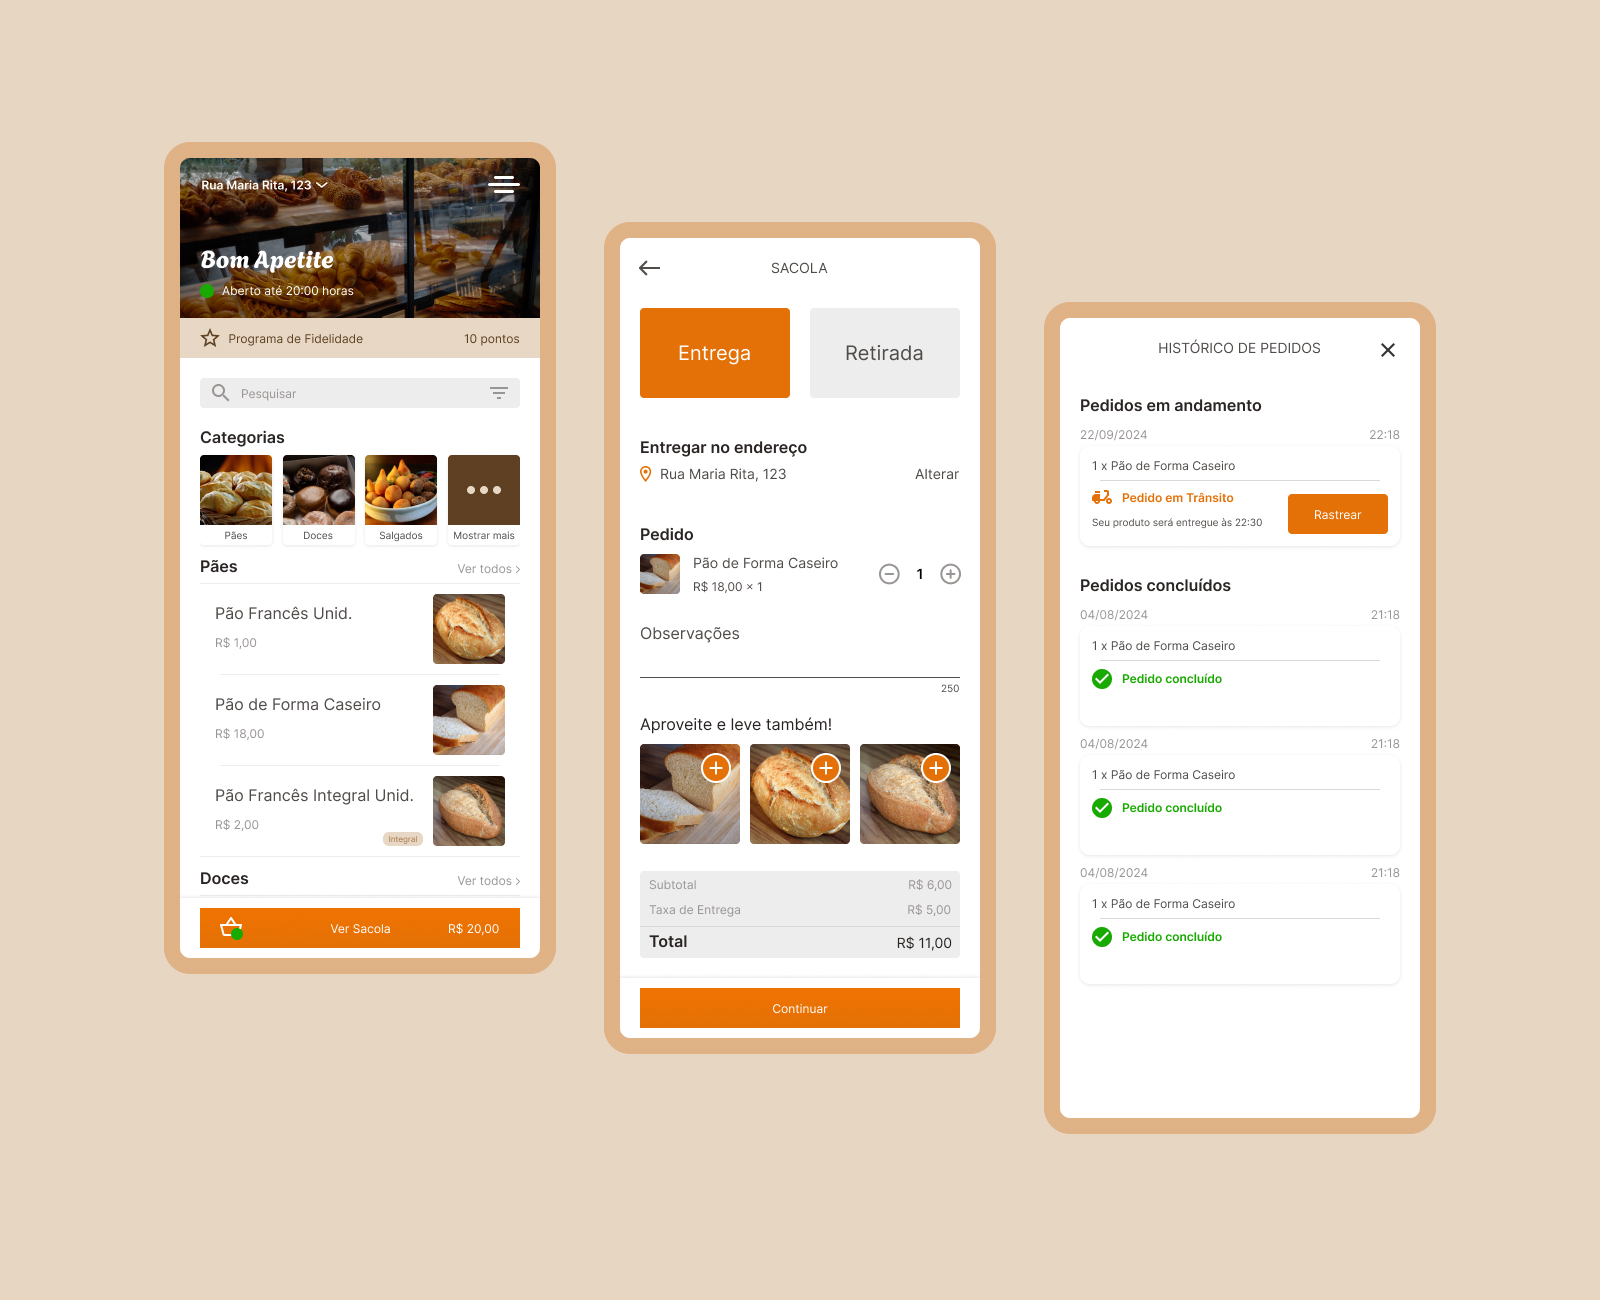 Rua Maria Rita, 123
Bom Apetite
Aberto até 20:00 horas
Programa de Fidelidade 10 pontos
Pesquisar
Categorias
Pães Doces Salgados Mostrar mais
Pães Ver todos
Pão Francês Unid.
R$ 1,00
Pão de Forma Caseiro
R$ 18,00
Pão Francês Integral Unid.
R$ 2,00
Integral
Doces Ver todos
Ver Sacola R$ 20,00
SACOLA
Entrega Retirada
Entregar no endereço
Rua Maria Rita, 123 Alterar
Pedido
Pão de Forma Caseiro
R$ 18,00 × 1
1
Observações
250
Aproveite e leve também!
Subtotal R$ 6,00
Taxa de Entrega R$ 5,00
Total R$ 11,00
Continuar
HISTÓRICO DE PEDIDOS
Pedidos em andamento
22/09/2024 22:18
1 x Pão de Forma Caseiro
Pedido em Trânsito
Seu produto será entregue às 22:30
Rastrear
Pedidos concluídos
04/08/2024 21:18
1 x Pão de Forma Caseiro
Pedido concluído
04/08/2024 21:18
1 x Pão de Forma Caseiro
Pedido concluído
04/08/2024 21:18
1 x Pão de Forma Caseiro
Pedido concluído